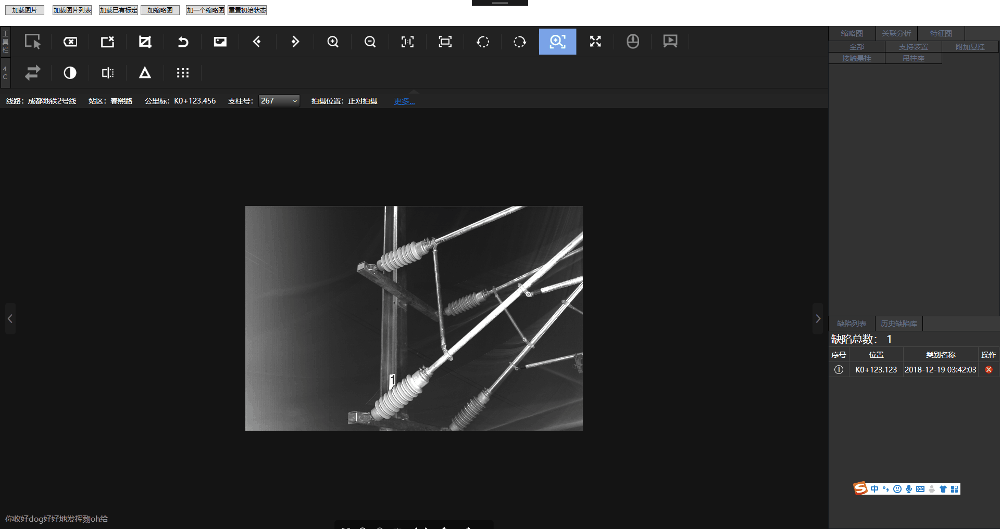 加载图片 加载图片列表 加载已有标定 加缩略图 加一个缩略图 重置初始状态
工具栏
4C
线路：成都地铁2号线 站区：春熙路 公里标：K0+123.456 支柱号： 267 拍摄位置：正对拍摄 更多...
缩略图 关联分析 特征图
全部 支持装置 附加悬挂
接触悬挂 吊柱座
1
缺陷列表 历史缺陷库
缺陷总数： 1
序号 位置 类别名称 操作
① K0+123.123 2018-12-19 03:42:03
中
你收好dog好好地发挥翻oh给